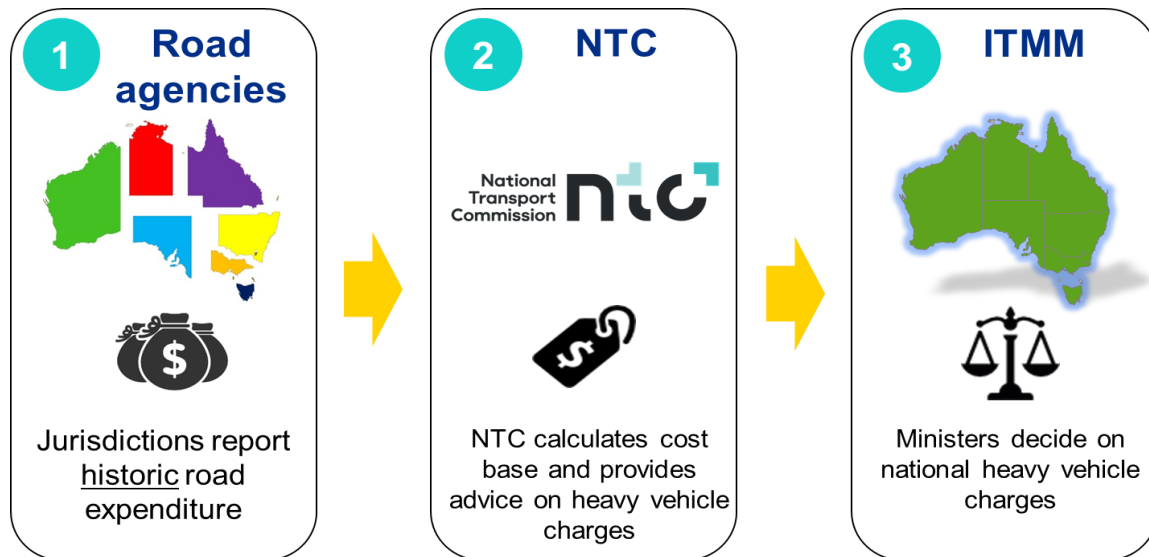 1
Road
agencies
$
Jurisdictions report
historic road
expenditure
2
NTC
National
Transport
Commission
ntc
$
NTC calculates cost
base and provides
advice on heavy vehicle
charges
3
ITMM
Ministers decide on
national heavy vehicle
charges